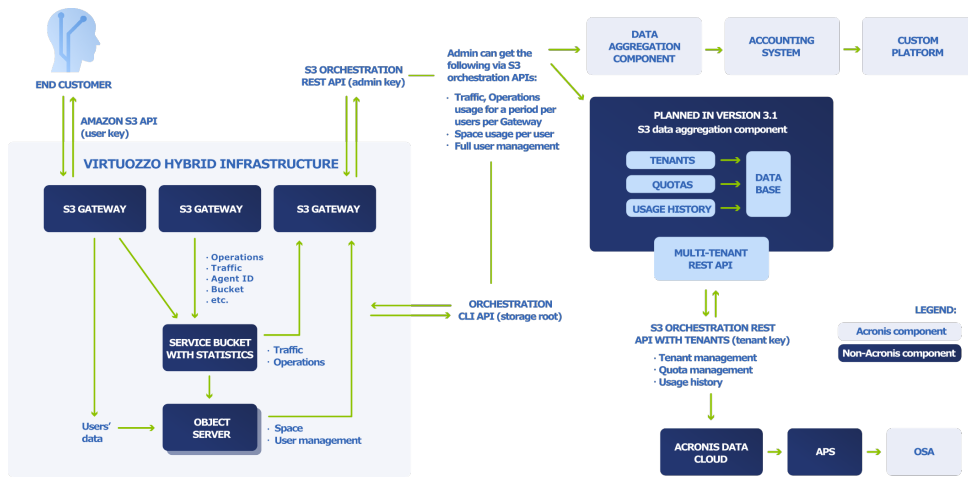 END CUSTOMER
AMAZON S3 API
(user key)
S3 ORCHESTRATION
REST API (admin key)
Admin can get the
following via S3
orchestration APIs:
· Traffic, Operations
usage for a period per
users per Gateway
· Space usage per user
· Full user management
DATA
AGGREGATION
COMPONENT
ACCOUNTING
SYSTEM
CUSTOM
PLATFORM
VIRTUOZZO HYBRID INFRASTRUCTURE
S3 GATEWAY
S3 GATEWAY
S3 GATEWAY
· Operations
· Traffic
· Agent ID
· Bucket
. etc.
SERVICE BUCKET
WITH STATISTICS
· Traffic
· Operations
Users'
data
OBJECT
SERVER
· Space
· User management
ORCHESTRATION
CLI API (storage root)
PLANNED IN VERSION 3.1
S3 data aggregation component
TENANTS
QUOTAS
USAGE HISTORY
DATA
BASE
MULTI-TENANT
REST API
S3 ORCHESTRATION REST
API WITH TENANTS (tenant key)
· Tenant management
· Quota management
· Usage history
LEGEND:
Acronis component
Non-Acronis component
ACRONIS DATA
CLOUD
APS
OSA